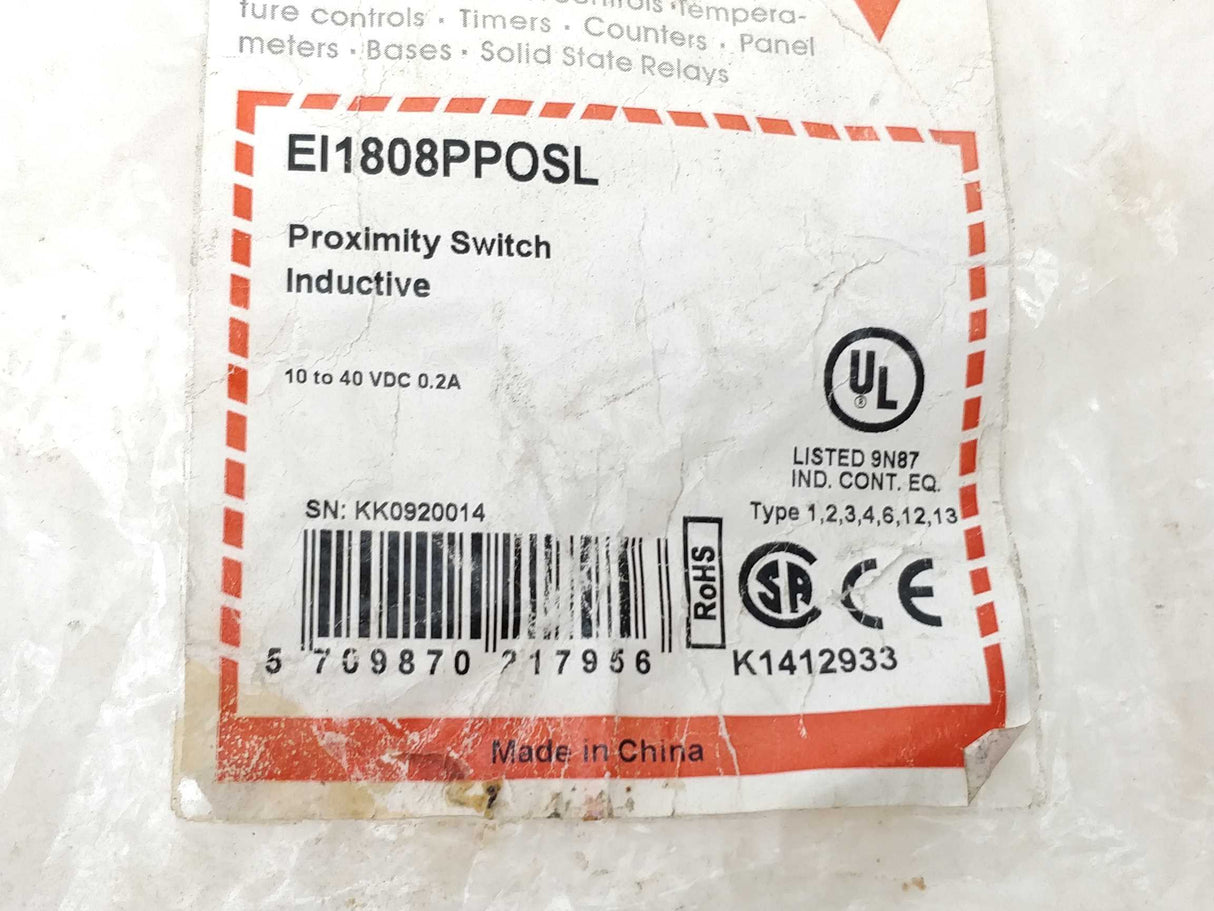 ·Tempera-
ture controls · Timers · Counters · Panel
meters · Bases · Solid State Relays
EI1808PPOSL
Proximity Switch
Inductive
10 to 40 VDC 0.2A
UL
®
LISTED 9N87
IND. CONT. EQ.
Type 1,2,3,4,6,12,13
SN: KK0920014
RoHS
SA CE
5 709870 217956
K1412933
Made in China